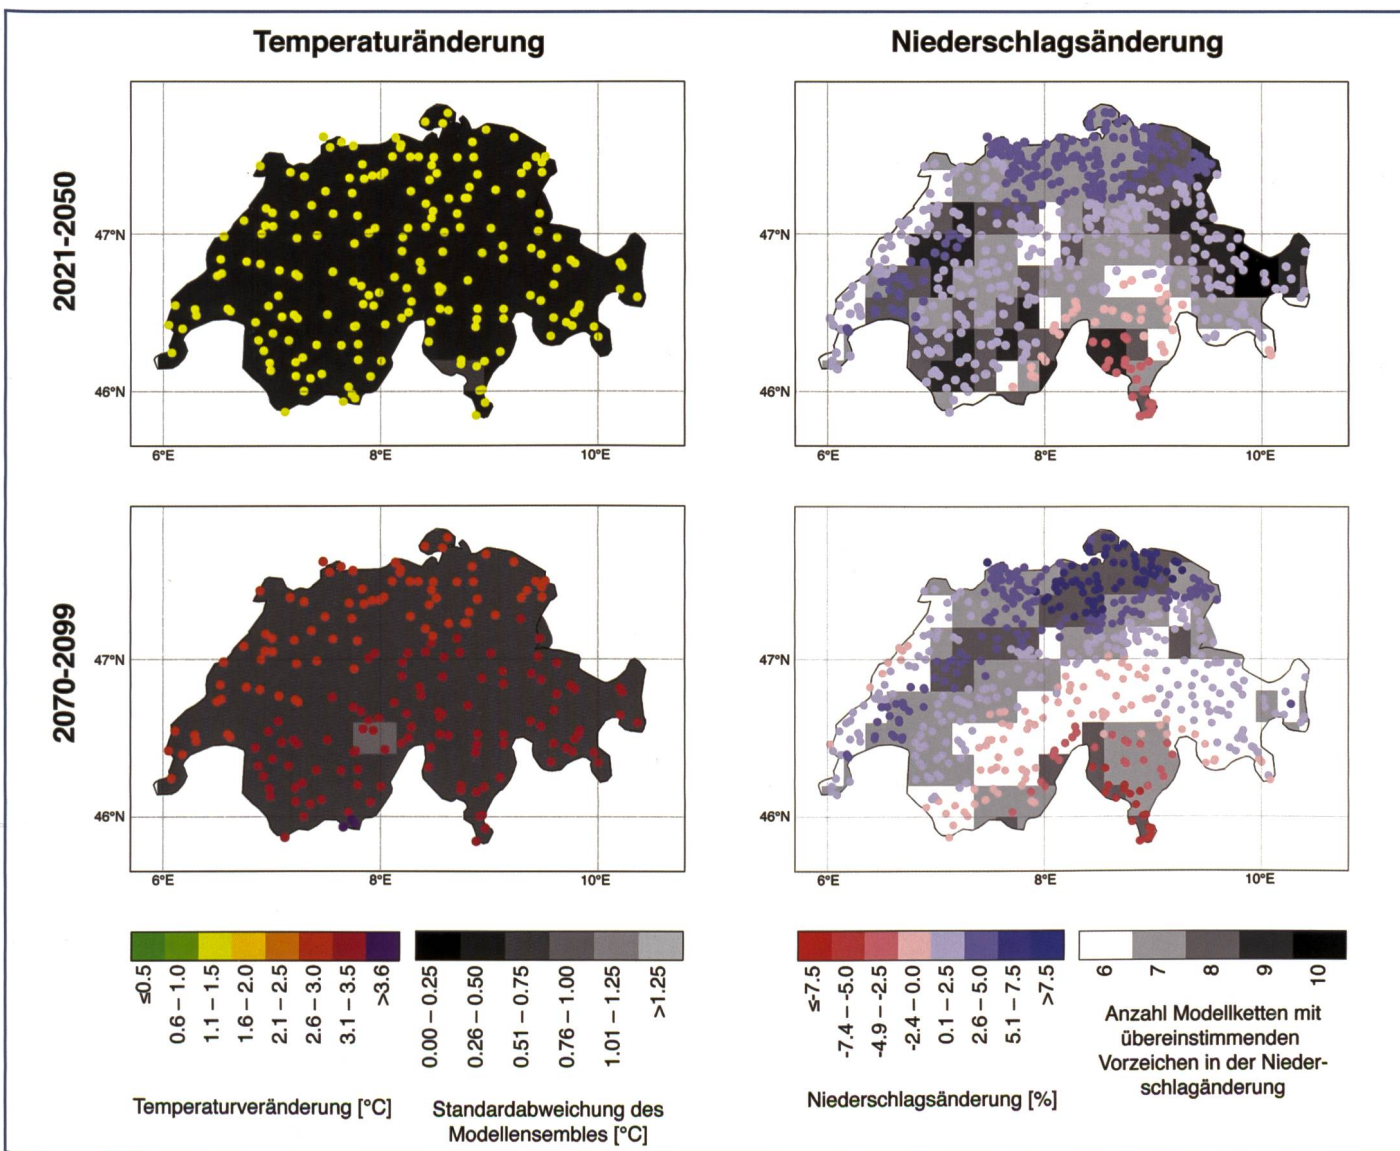 Temperaturänderung
Niederschlagsänderung
2021-2050
47°N
46°N
6°E
8°E
10°E
47°N
46°N
6°E
8°E
10°E
2070-2099
47°N
46°N
6°E
8°E
10°E
47°N
46°N
6°E
8°E
10°E
≤0.5
0.6 – 1.0
1.1 – 1.5
1.6 – 2.0
2.1 – 2.5
2.6 – 3.0
3.1 – 3.5
>3.6
Temperaturveränderung [°C]
0.00 – 0.25
0.26 – 0.50
0.51 – 0.75
0.76 – 1.00
1.01 – 1.25
>1.25
Standardabweichung des
Modellensembles [°C]
≤-7.5
-7.4 – -5.0
-4.9 – -2.5
-2.4 – 0.0
0.1 – 2.5
2.6 – 5.0
5.1 – 7.5
>7.5
Niederschlagsänderung [%]
6
7
8
9
10
Anzahl Modellketten mit
übereinstimmenden
Vorzeichen in der Nieder-
schlagänderung